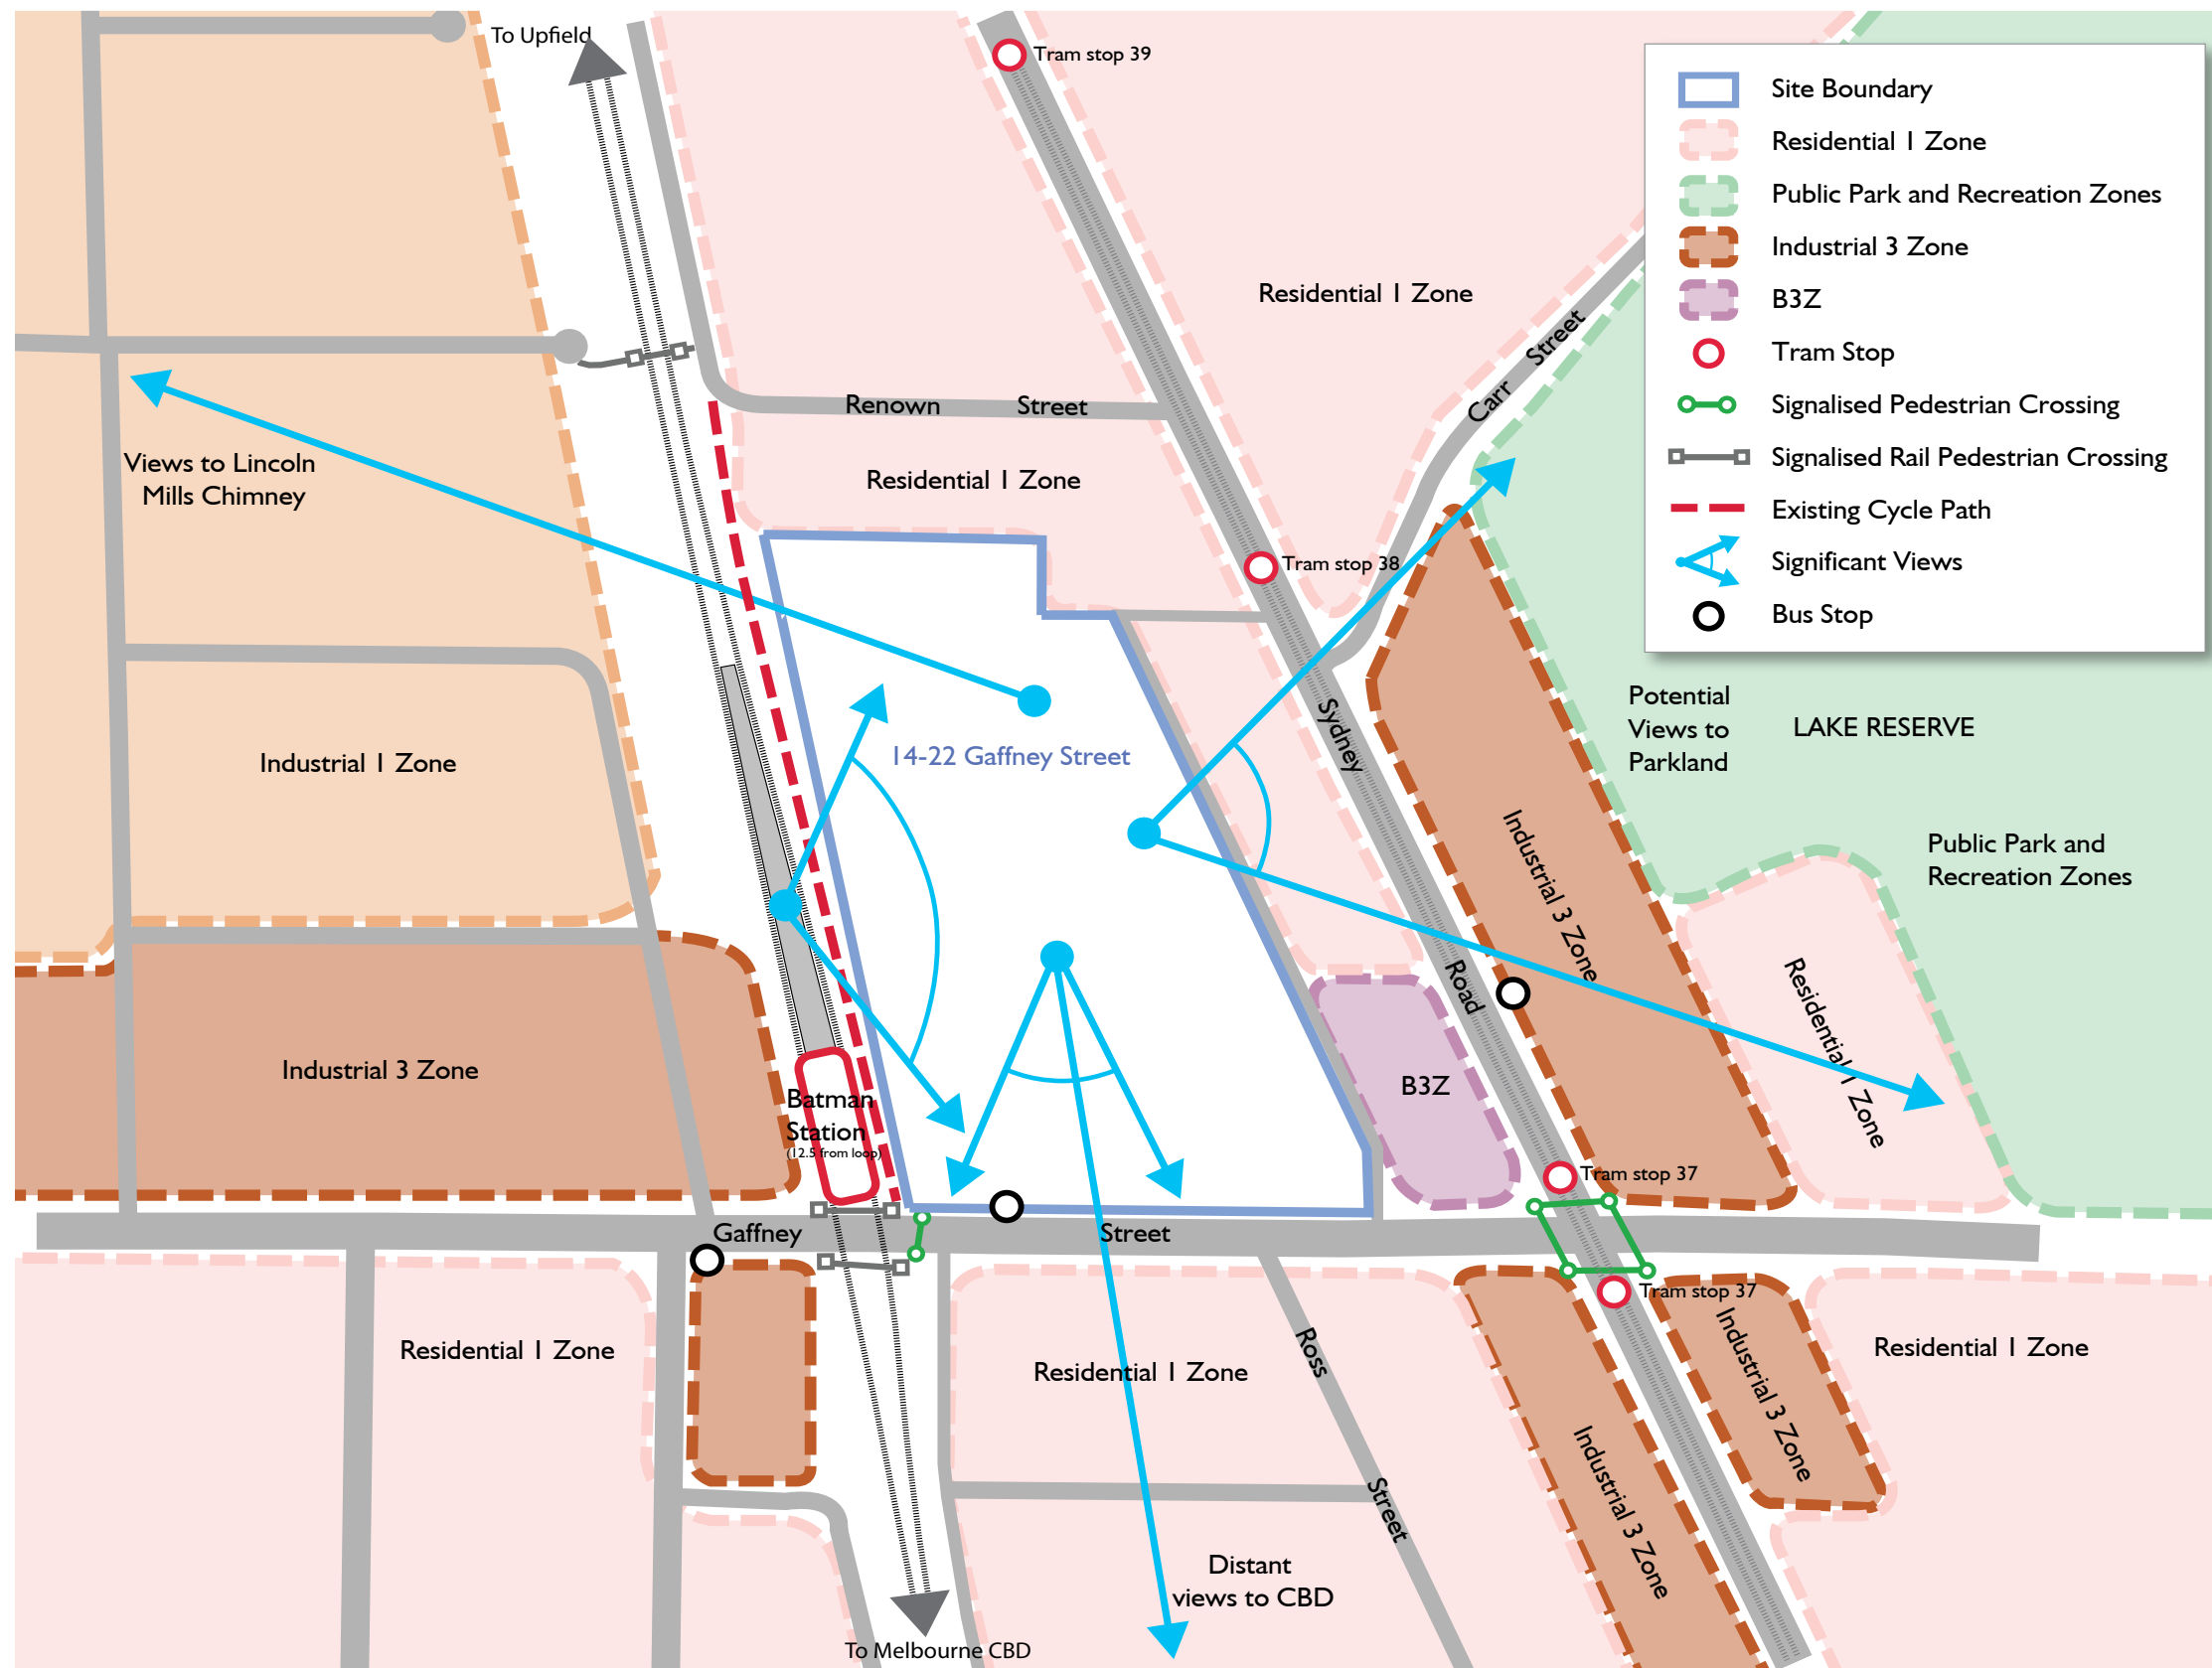 To Upfield
Tram stop 39
Site Boundary
Residential 1 Zone
Public Park and Recreation Zones
Industrial 3 Zone
B3Z
Tram Stop
Signalised Pedestrian Crossing
Signalised Rail Pedestrian Crossing
Existing Cycle Path
Significant Views
Bus Stop
Residential 1 Zone
Carr Street
Renown Street
Views to Lincoln
Mills Chimney
Residential 1 Zone
Tram stop 38
Potential
Views to
Parkland
LAKE RESERVE
Sydney Road
14-22 Gaffney Street
Industrial 1 Zone
Industrial 3 Zone
Public Park and
Recreation Zones
Residential 1 Zone
Industrial 3 Zone
B3Z
Batman
Station
(12.5 from loop)
Tram stop 37
Gaffney Street
Tram stop 37
Residential 1 Zone
Residential 1 Zone
Ross Street
Industrial 3 Zone
Residential 1 Zone
Industrial 3 Zone
Distant
views to CBD
To Melbourne CBD